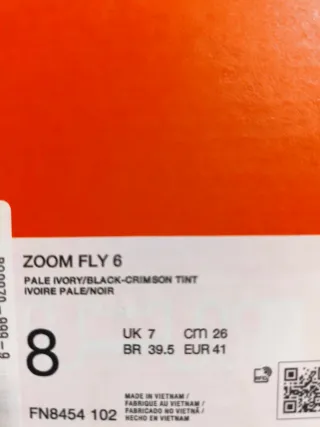 ZOOM FLY 6
PALE IVORY/BLACK-CRIMSON TINT
IVOIRE PALE/NOIR
8
UK 7 cm 26
BR 39.5 EUR 41
FN8454 102
MADE IN VIETNAM /
FABRIQUE AU VIETNAM /
FABRICADO NO VIETNÃ /
HECHO EN VIETNAM